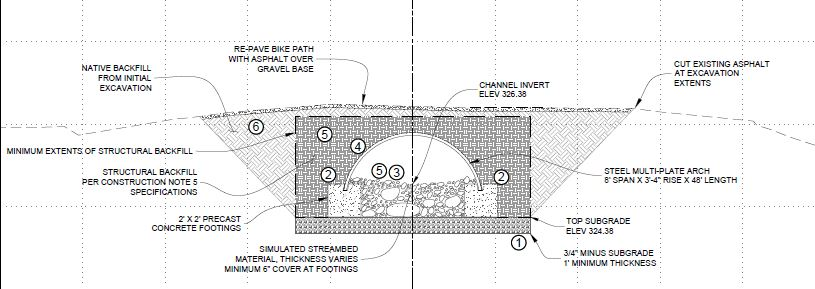 RE-PAVE BIKE PATH
WITH ASPHALT OVER
GRAVEL BASE
NATIVE BACKFILL
FROM INITIAL
EXCAVATION
CHANNEL INVERT
ELEV 326.38
CUT EXISTING ASPHALT
AT EXCAVATION
EXTENTS
6
5
4
MINIMUM EXTENTS OF STRUCTURAL BACKFILL
STRUCTURAL BACKFILL
PER CONSTRUCTION NOTE 5
SPECIFICATIONS
2
5
3
2
STEEL MULTI-PLATE ARCH
8' SPAN X 3'-4" RISE X 48' LENGTH
2' X 2' PRECAST
CONCRETE FOOTINGS
TOP SUBGRADE
ELEV 324.38
SIMULATED STREAMBED
MATERIAL, THICKNESS VARIES
MINIMUM 6" COVER AT FOOTINGS
1
3/4" MINUS SUBGRADE
1' MINIMUM THICKNESS